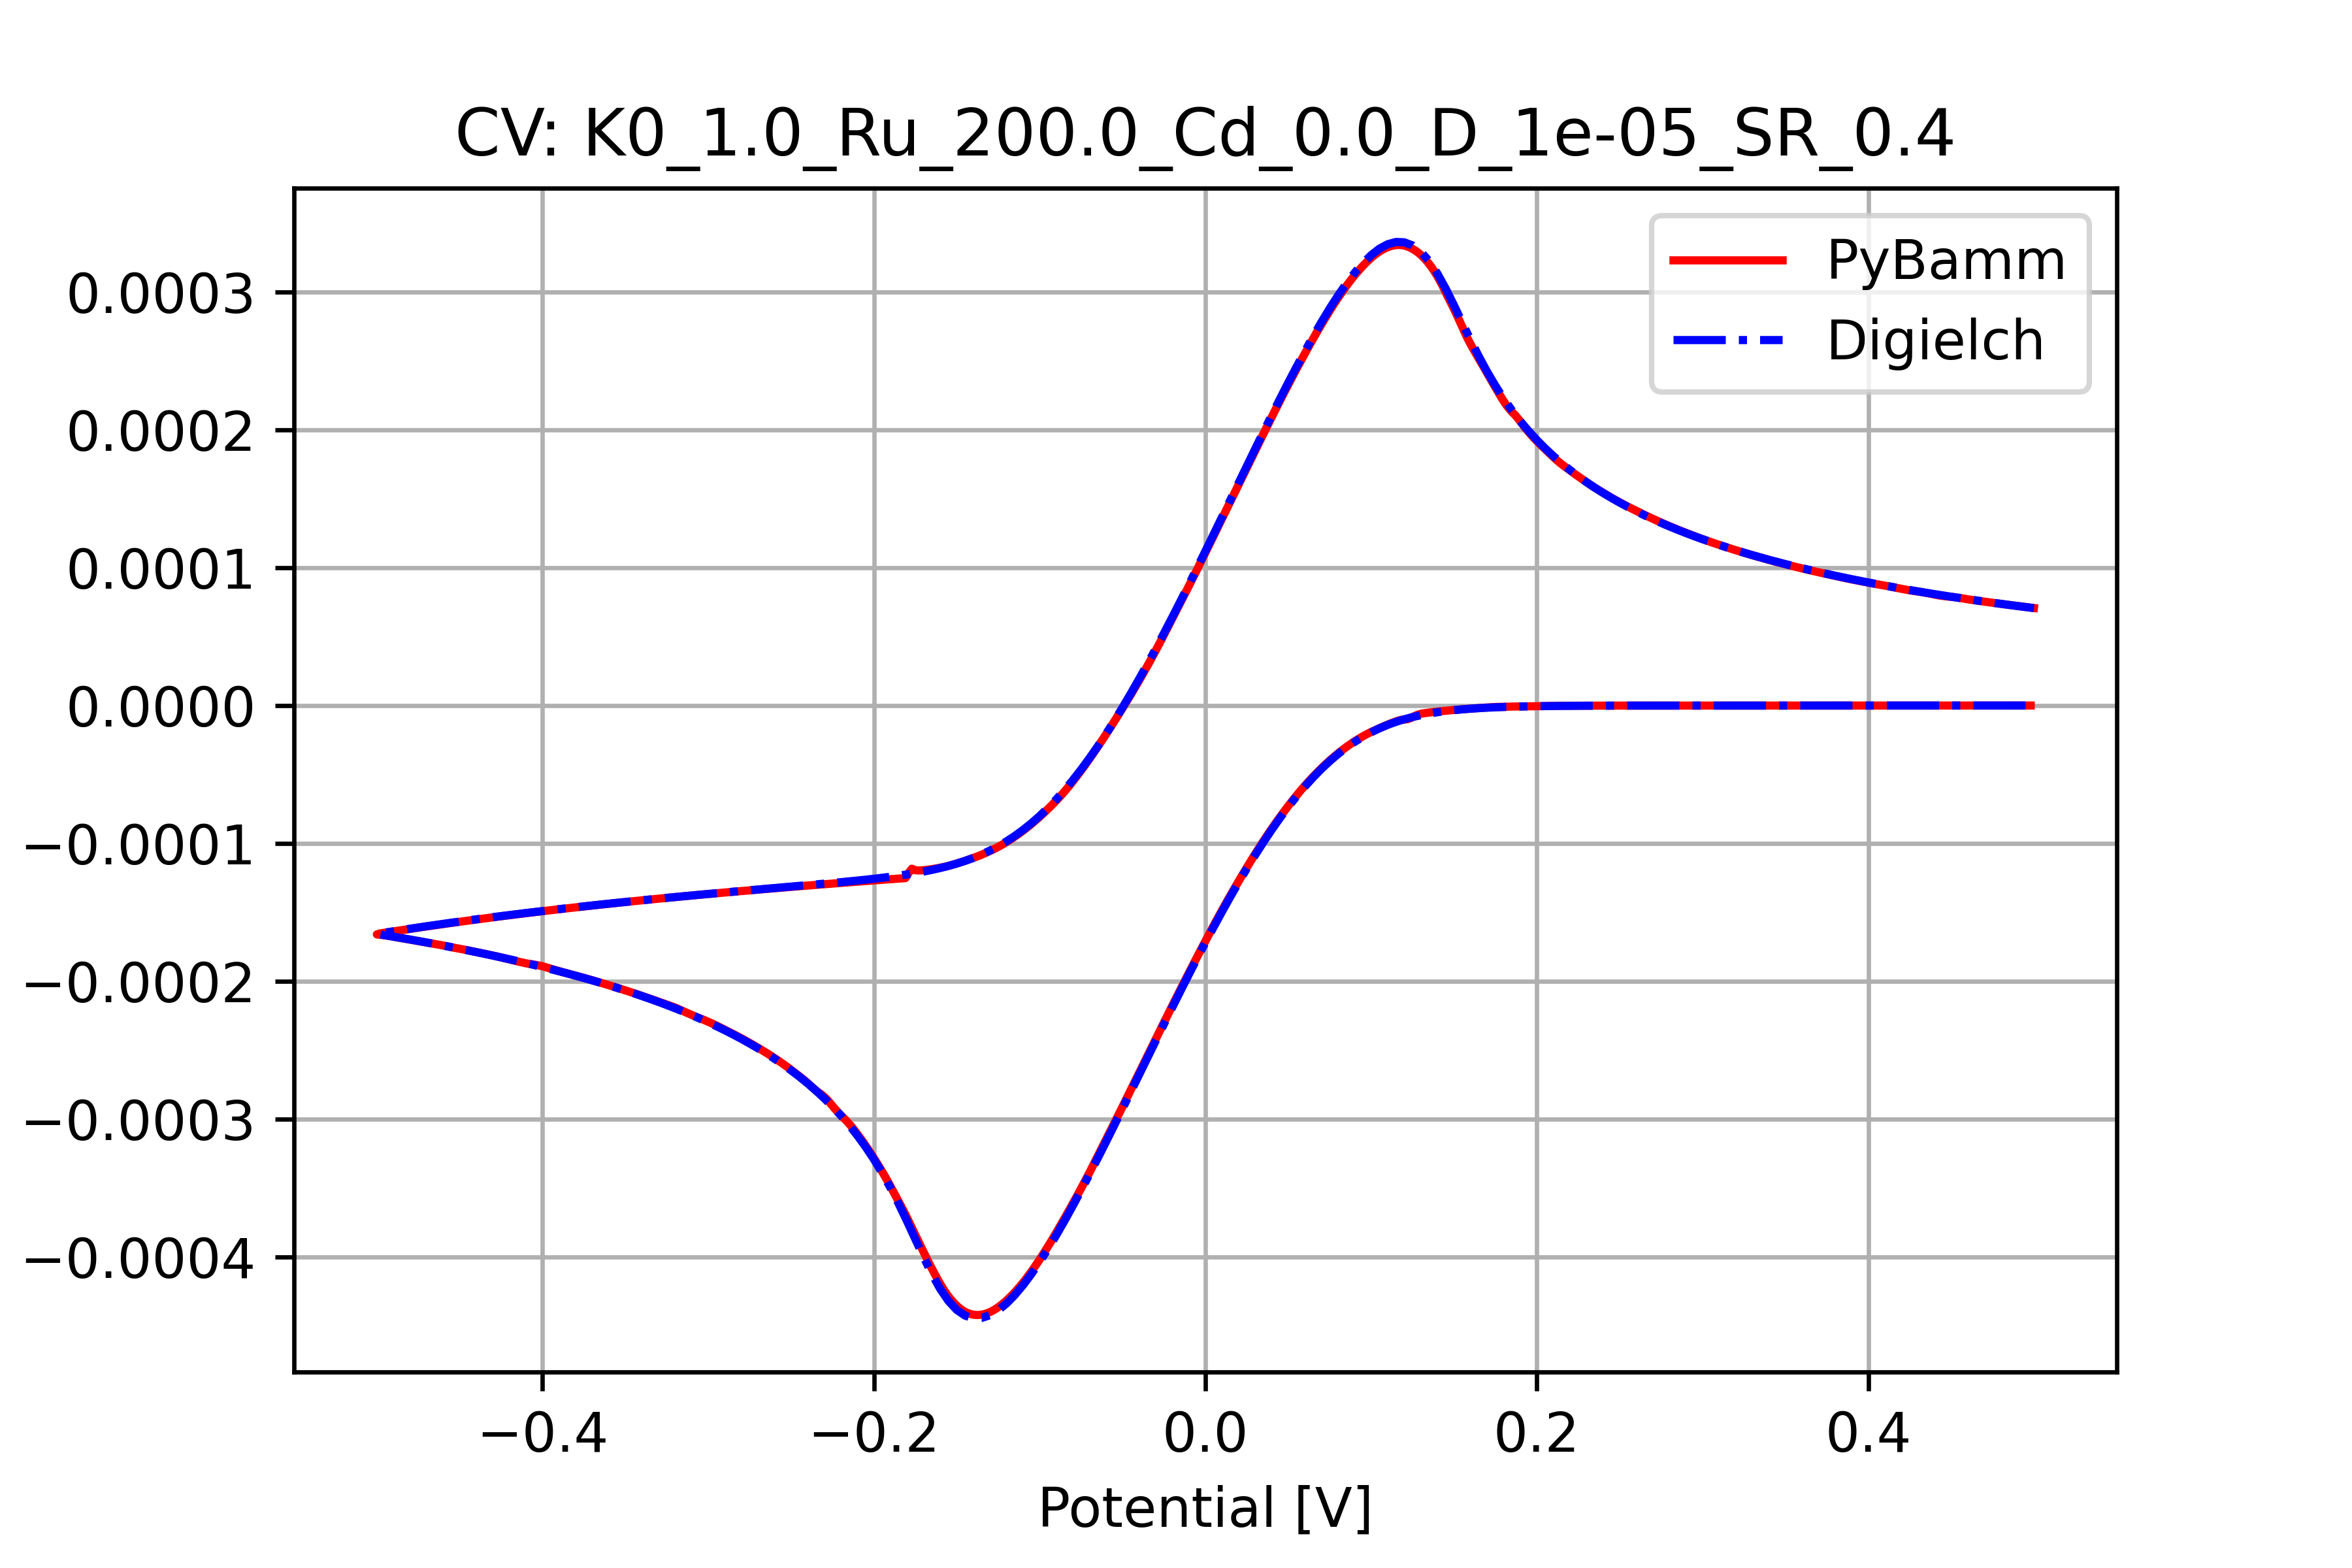 CV: K0_1.0_Ru_200.0_Cd_0.0_D_1e-05_SR_0.4
PyBamm
Digielch
0.0003
0.0002
0.0001
0.0000
−0.0001
−0.0002
−0.0003
−0.0004
−0.4 −0.2 0.0 0.2 0.4
Potential [V]